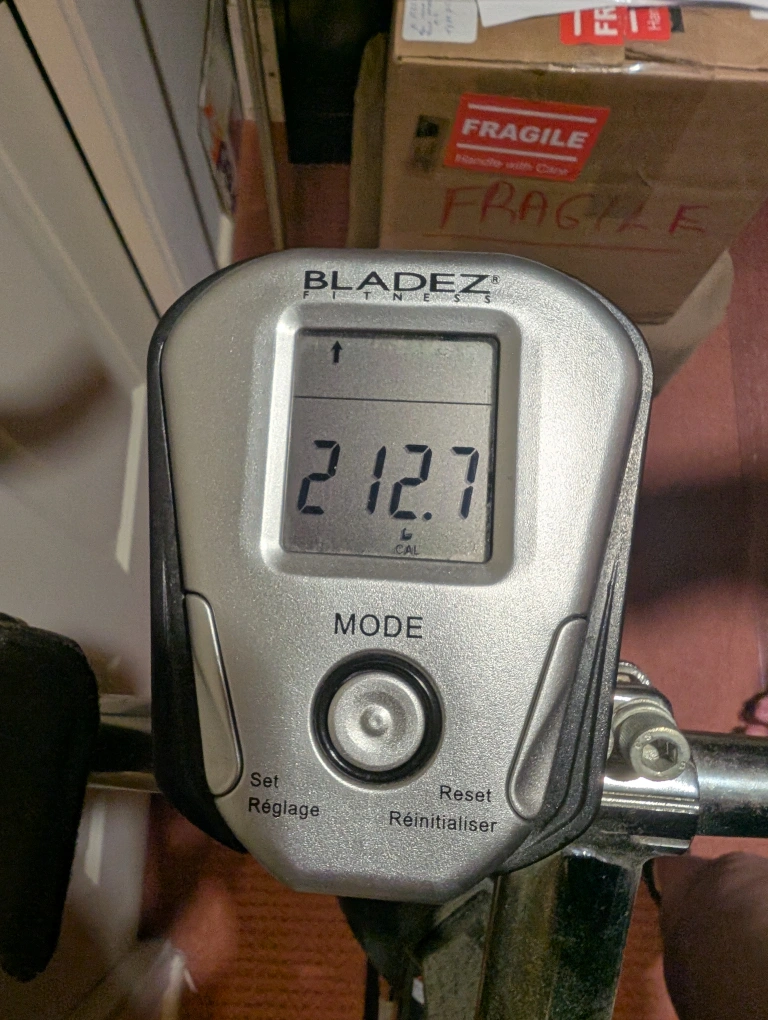 FRAGILE
Handle with Care
FRAGILE
BLADEZ®
FITNESS
212.7
CAL
MODE
Set
Réglage
Reset
Réinitialiser